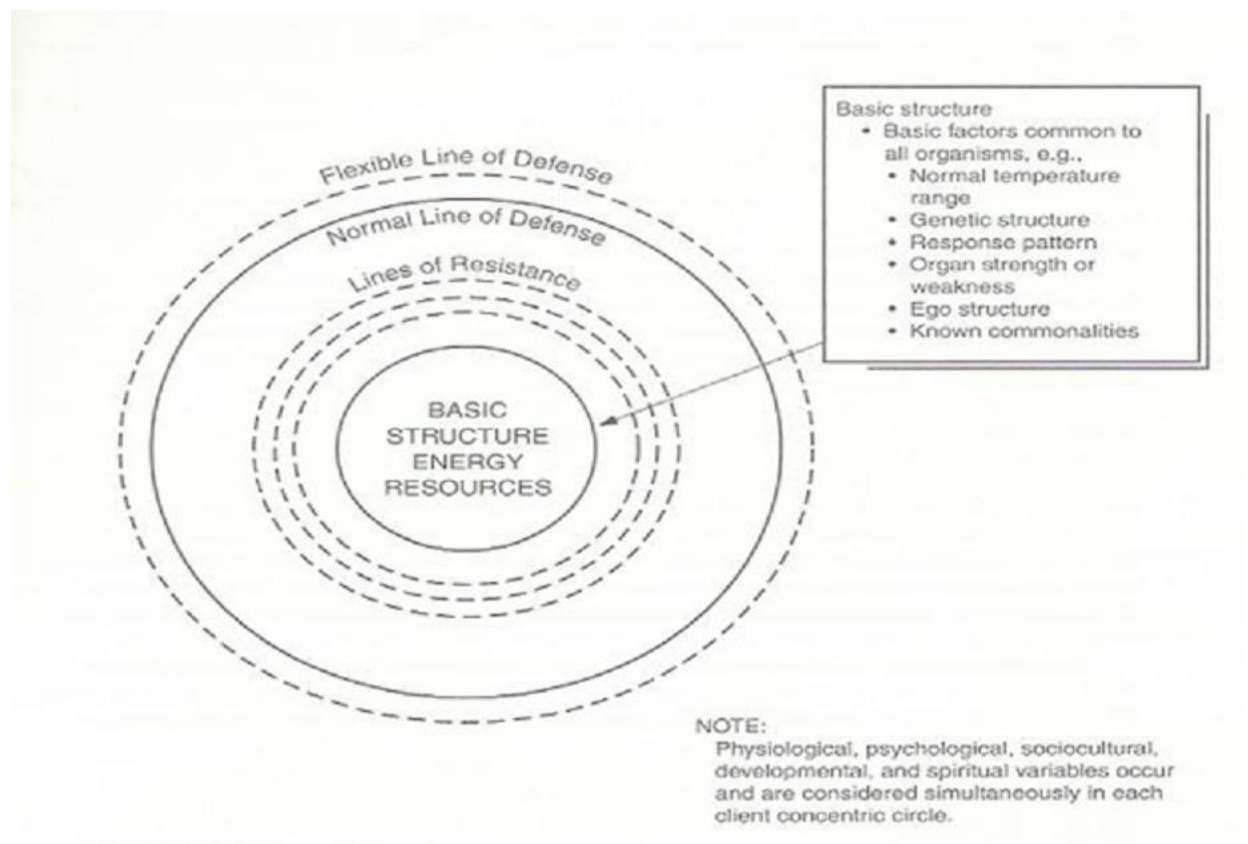 Flexible Line of Defense
Normal Line of Defense
Lines of Resistance
BASIC
STRUCTURE
ENERGY
RESOURCES
Basic structure
• Basic factors common to
all organisms, e.g.,
• Normal temperature
range
• Genetic structure
• Response pattern
• Organ strength or
weakness
• Ego structure
• Known commonalities
NOTE:
Physiological, psychological, sociocultural,
developmental, and spiritual variables occur
and are considered simultaneously in each
client concentric circle.